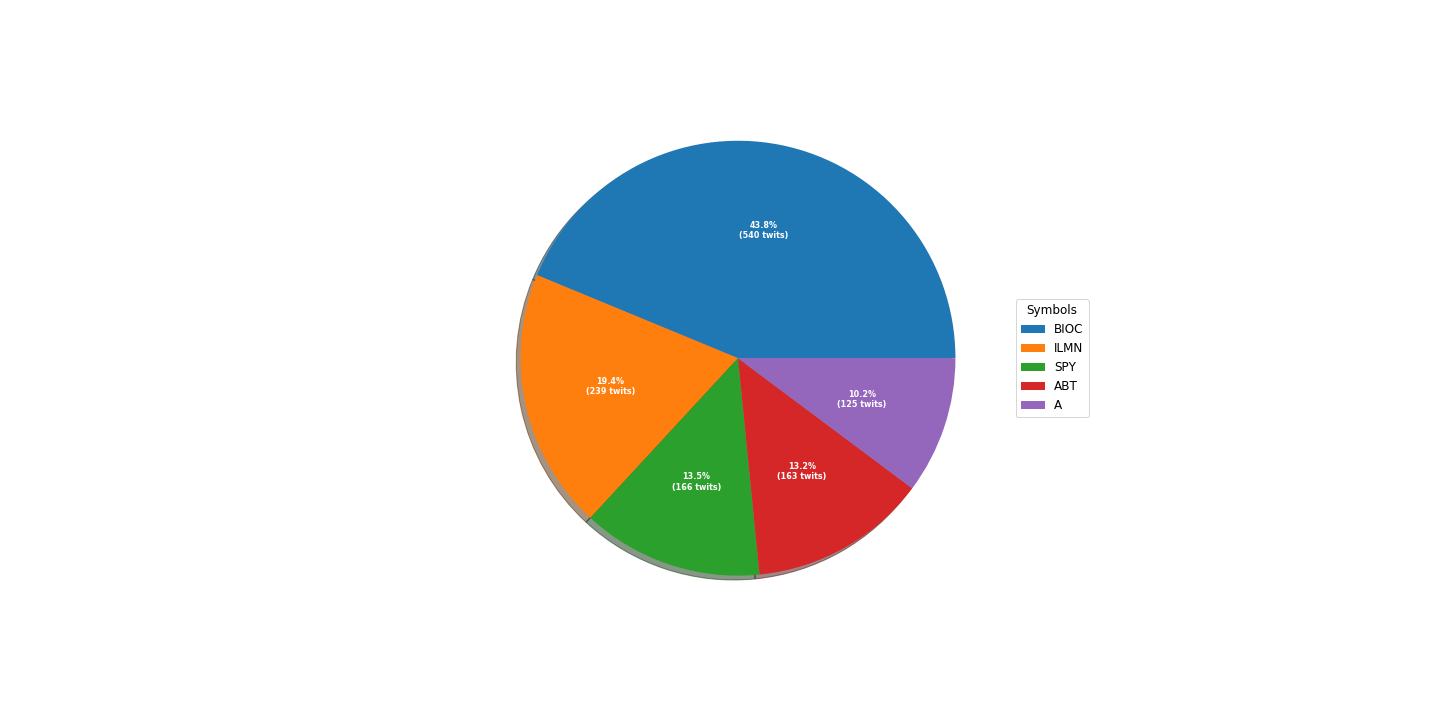 43.8%
(540 twits)
19.4%
(239 twits)
13.5%
(166 twits)
13.2%
(163 twits)
10.2%
(125 twits)
Symbols
BIOC
ILMN
SPY
ABT
A